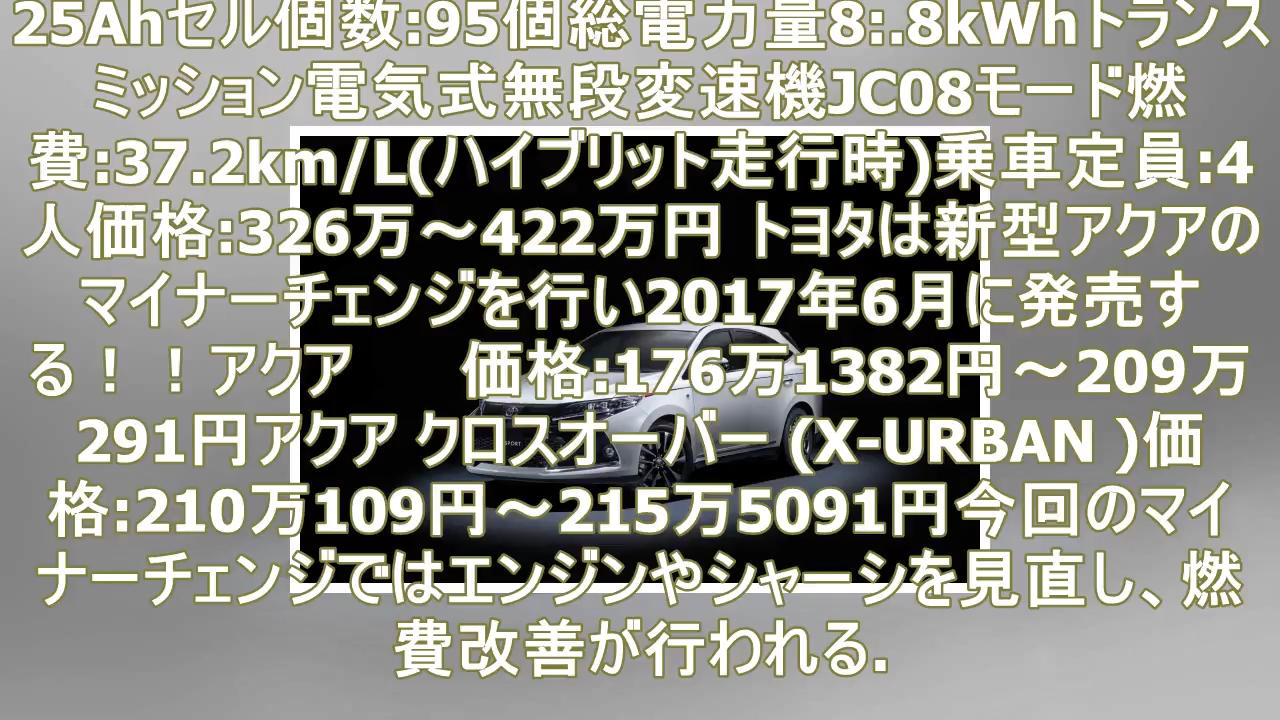 25Ahセル個数:95個総電力量8:.8kWhトランス
ミッション電気式無段変速機JC08モード燃
費:37.2km/L(ハイブリット走行時)乗車定員:4
人価格:326万～422万円 トヨタは新型アクアの
マイナーチェンジを行い2017年6月に発売す
る！！アクア　　価格:176万1382円～209万
291円アクア クロスオーバー (X-URBAN )価
格:210万109円～215万5091円今回のマイ
ナーチェンジではエンジンやシャーシを見直し、燃
費改善が行われる.